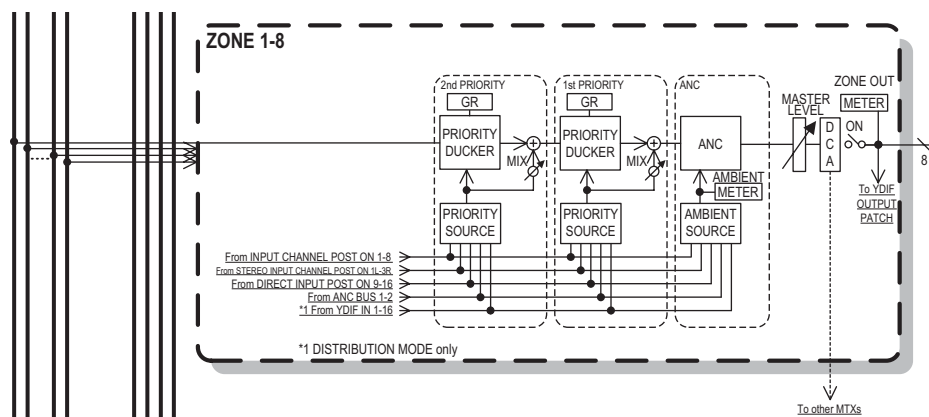 ZONE 1-8
2nd PRIORITY
GR
PRIORITY
DUCKER
MIX
PRIORITY
SOURCE
1st PRIORITY
GR
PRIORITY
DUCKER
MIX
PRIORITY
SOURCE
ANC
ANC
AMBIENT
METER
AMBIENT
SOURCE
MASTER
LEVEL
D
C
A
ON
ZONE OUT
METER
8
To YDIF
OUTPUT
PATCH
From INPUT CHANNEL POST ON 1-8
From STEREO INPUT CHANNEL POST ON 1L-3R
From DIRECT INPUT POST ON 9-16
From ANC BUS 1-2
*1 From YDIF IN 1-16
*1 DISTRIBUTION MODE only
To other MTXs